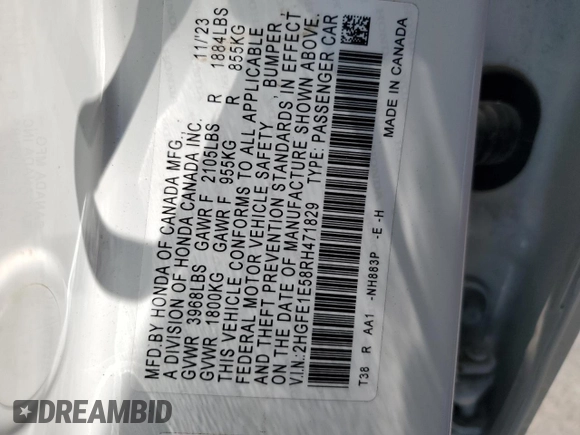 MFD.BY HONDA OF CANADA MFG., 11/'23
A DIVISION OF HONDA CANADA INC.
GVWR 3968LBS GAWR F 2105LBS R 1884LBS
GVWR 1800KG GAWR F 955KG R 855KG
THIS VEHICLE CONFORMS TO ALL APPLICABLE
FEDERAL MOTOR VEHICLE SAFETY, BUMPER,
AND THEFT PREVENTION STANDARDS IN EFFECT
ON THE DATE OF MANUFACTURE SHOWN ABOVE.
V.I.N.:2HGFE1E58RH471829 TYPE: PASSENGER CAR
T38 R AA1 -NH883P -E -H MADE IN CANADA
DREAMBID